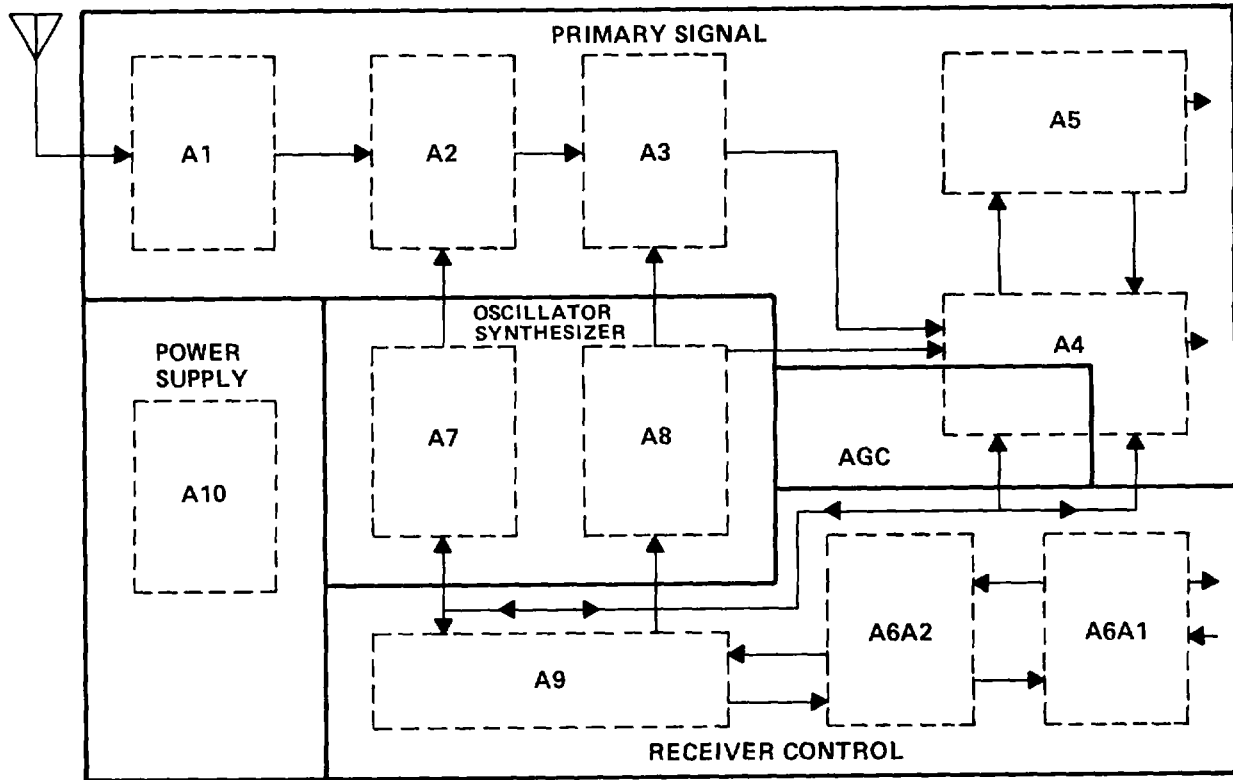 PRIMARY SIGNAL
A1
A2
A3
A5
OSCILLATOR
SYNTHESIZER
POWER
SUPPLY
A4
A7
A8
AGC
A10
A6A2
A6A1
A9
RECEIVER CONTROL